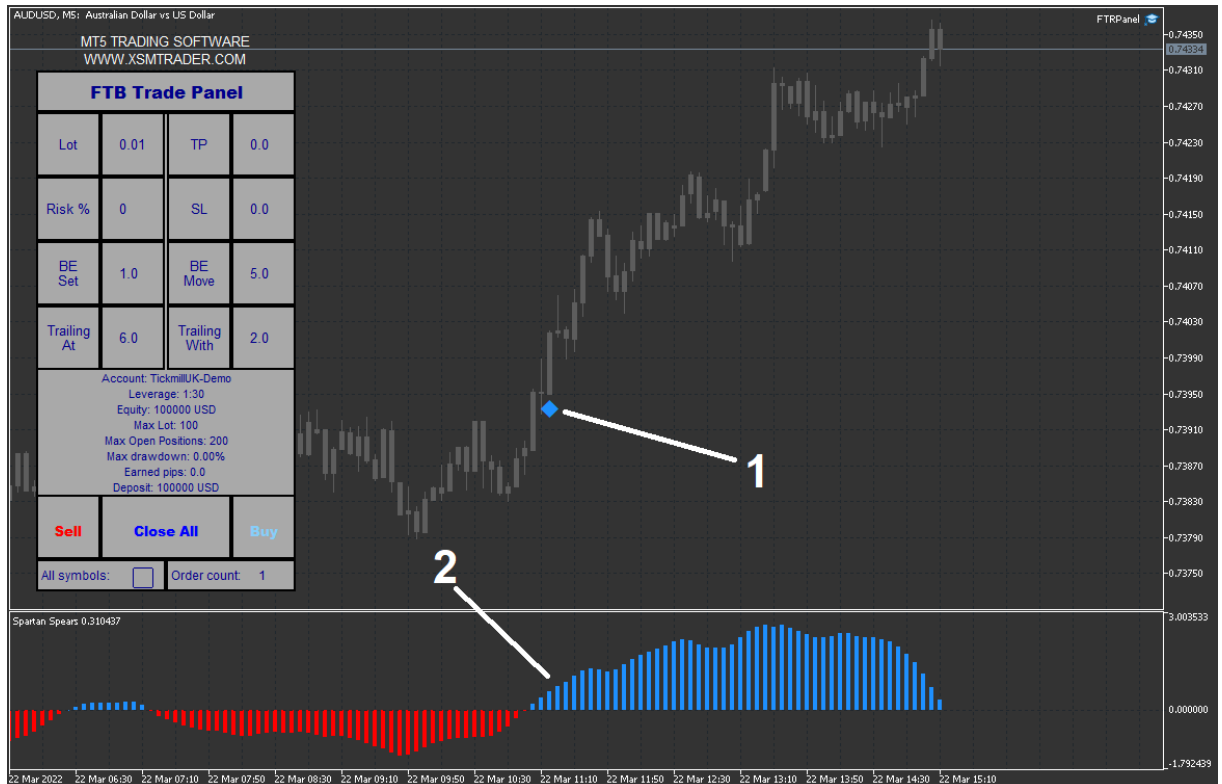 AUDUSD, M5: Australian Dollar vs US Dollar
FTRPanel
MT5 TRADING SOFTWARE
WWW.XSMTRADER.COM
FTB Trade Panel
Lot 0.01 TP 0.0
Risk % 0 SL 0.0
BE Set 1.0 BE Move 5.0
Trailing At 6.0 Trailing With 2.0
Account: TickmillUK-Demo
Leverage: 1:30
Equity: 100000 USD
Max Lot: 100
Max Open Positions: 200
Max drawdown: 0.00%
Earned pips: 0.0
Deposit: 100000 USD
Sell Close All Buy
All symbols: Order count: 1
1
2
0.74350
0.74334
0.74310
0.74270
0.74230
0.74190
0.74150
0.74110
0.74070
0.74030
0.73990
0.73950
0.73910
0.73870
0.73830
0.73790
0.73750
Spartan Spears 0.310437
3.003533
0.000000
-1.792439
22 Mar 2022 22 Mar 06:30 22 Mar 07:10 22 Mar 07:50 22 Mar 08:30 22 Mar 09:10 22 Mar 09:50 22 Mar 10:30 22 Mar 11:10 22 Mar 11:50 22 Mar 12:30 22 Mar 13:10 22 Mar 13:50 22 Mar 14:30 22 Mar 15:10